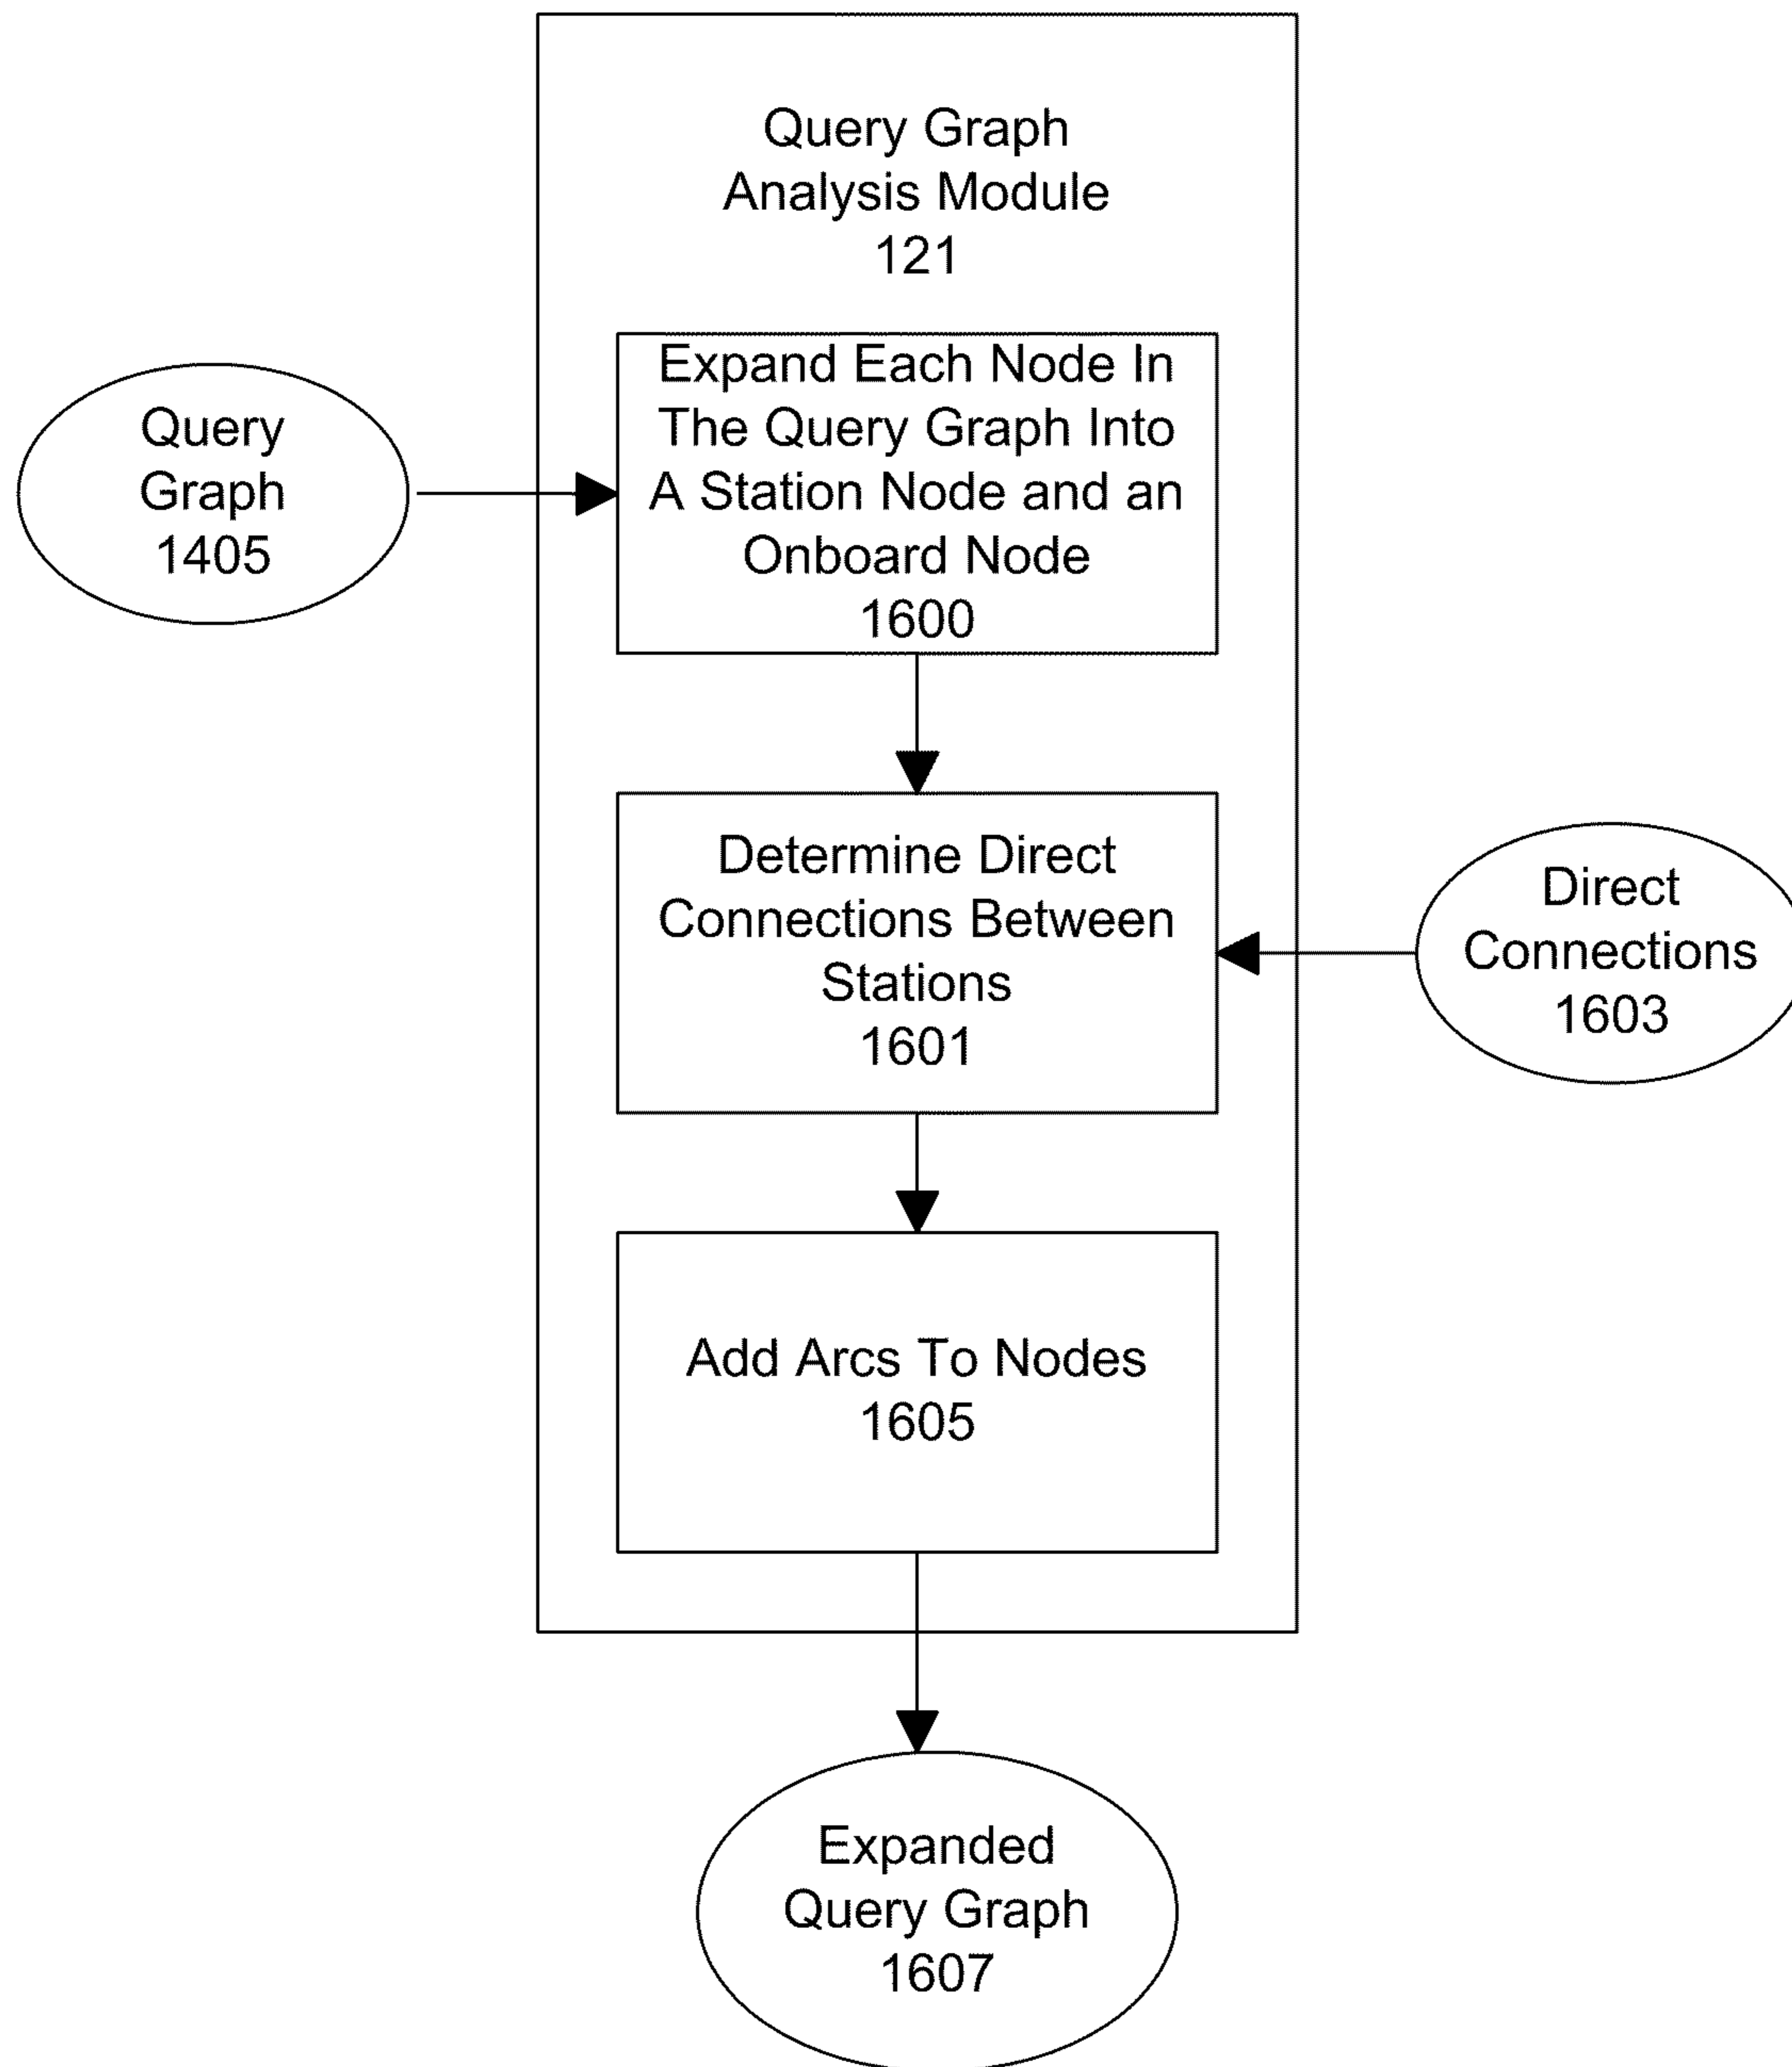 Query Graph
Analysis Module
121
Expand Each Node In
The Query Graph Into
A Station Node and an
Onboard Node
1600
Query
Graph
1405
Determine Direct
Connections Between
Stations
1601
Direct
Connections
1603
Add Arcs To Nodes
1605
Expanded
Query Graph
1607